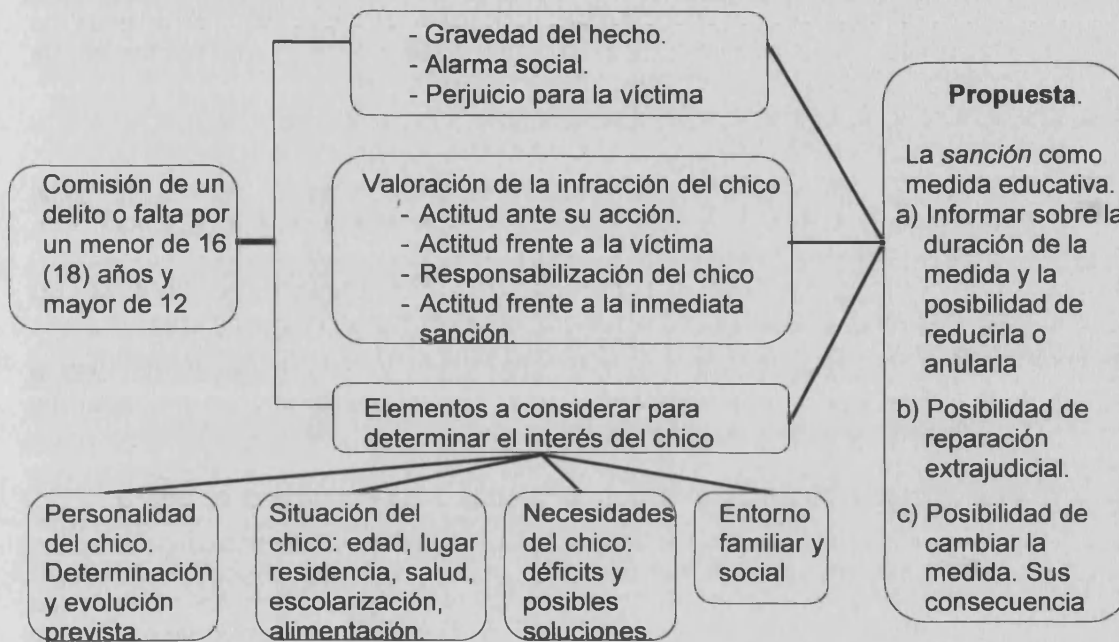 - Gravedad del hecho.
- Alarma social.
- Perjuicio para la víctima
Comisión de un
delito o falta por
un menor de 16
(18) años y
mayor de 12
Valoración de la infracción del chico
- Actitud ante su acción.
- Actitud frente a la víctima
- Responsabilización del chico
- Actitud frente a la inmediata
sanción.
Elementos a considerar para
determinar el interés del chico
Personalidad
del chico.
Determinación
y evolución
prevista.
Situación del
chico: edad, lugar
residencia, salud,
escolarización,
alimentación.
Necesidades
del chico:
déficits y
posibles
soluciones.
Entorno
familiar y
social
Propuesta.
La sanción como
medida educativa.
a) Informar sobre la
duración de la
medida y la
posibilidad de
reducirla o
anularla
b) Posibilidad de
reparación
extrajudicial.
c) Posibilidad de
cambiar la
medida. Sus
consecuencia